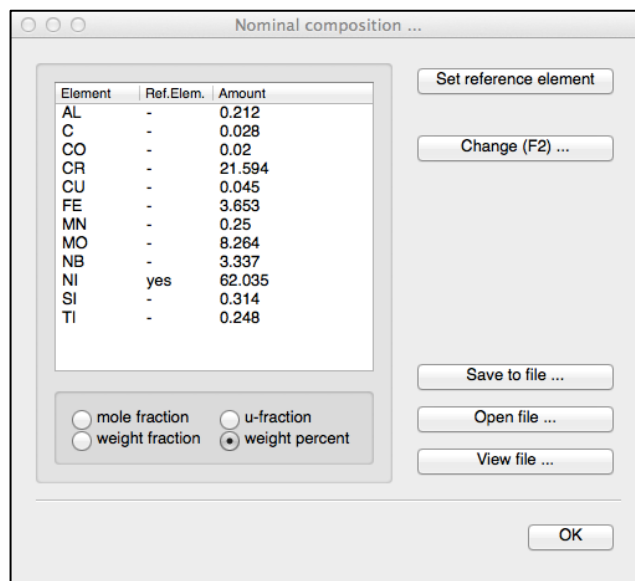 Nominal composition ...
Element Ref.Elem. Amount
AL - 0.212
C - 0.028
CO - 0.02
CR - 21.594
CU - 0.045
FE - 3.653
MN - 0.25
MO - 8.264
NB - 3.337
NI yes 62.035
SI - 0.314
TI - 0.248
mole fraction u-fraction
weight fraction weight percent
Set reference element
Change (F2) ...
Save to file ...
Open file ...
View file ...
OK